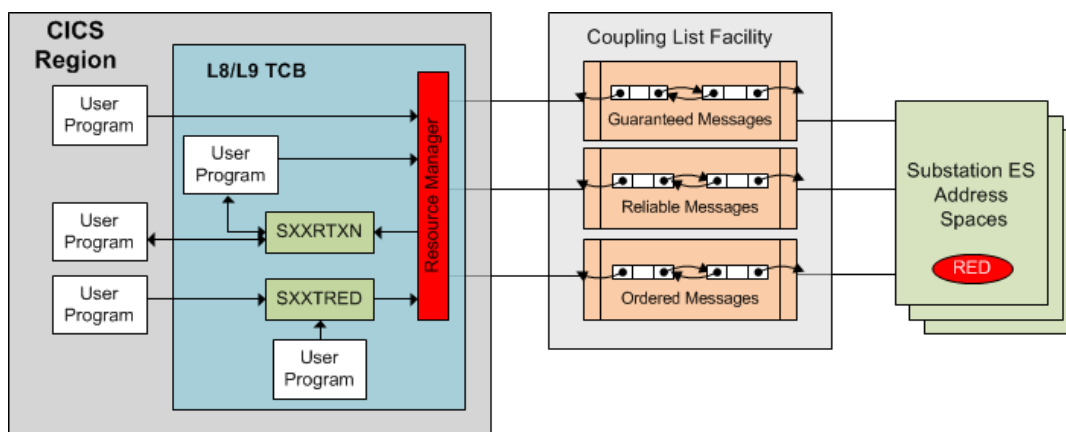 CICS
Region
L8/L9 TCB
User
Program
User
Program
User
Program
User
Program
User
Program
SXXRTXN
SXXTRED
Resource Manager
Coupling List Facility
Guaranteed Messages
Reliable Messages
Ordered Messages
Substation ES
Address
Spaces
RED